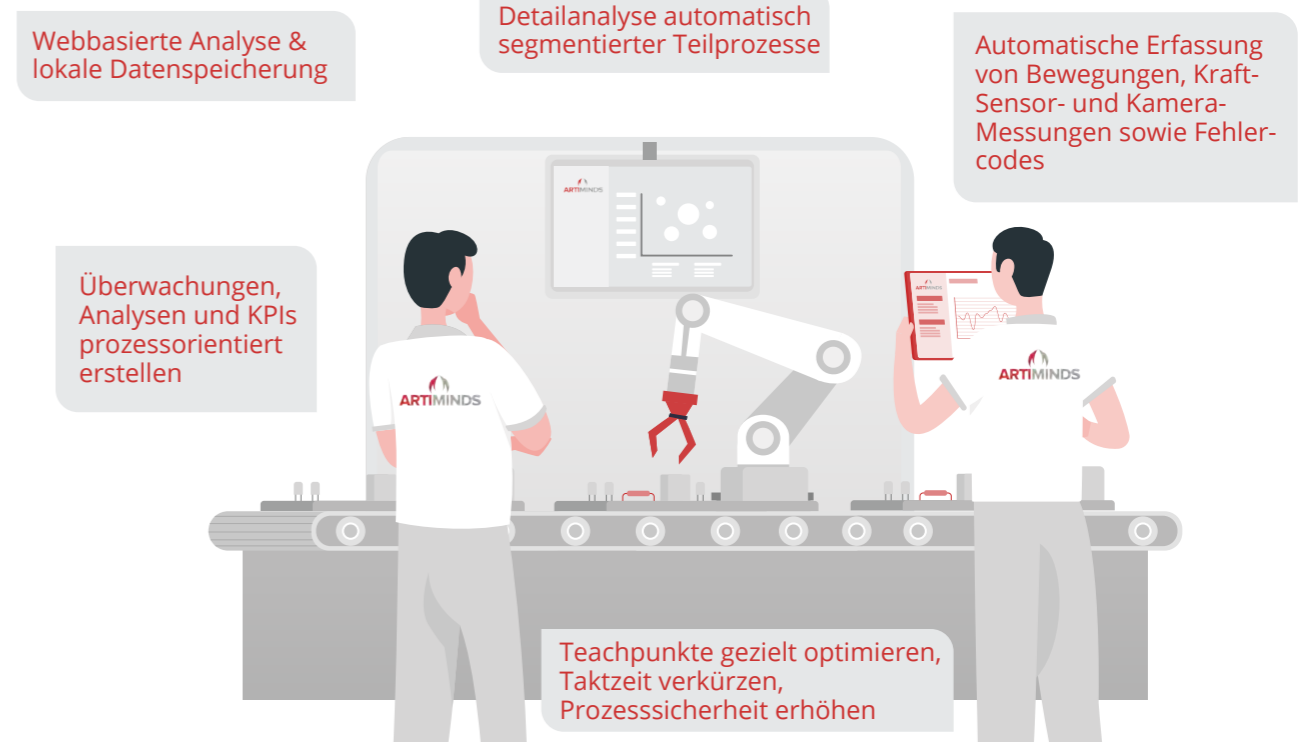 Webbasierte Analyse &
lokale Datenspeicherung
Detailanalyse automatisch
segmentierter Teilprozesse
Automatische Erfassung
von Bewegungen, Kraft-
Sensor- und Kamera-
Messungen sowie Fehler-
codes
ARTIMINDS
Überwachungen,
Analysen und KPIs
prozessorientiert
erstellen
ARTIMINDS
ARTIMINDS
ARTIMINDS
Teachpunkte gezielt optimieren,
Taktzeit verkürzen,
Prozesssicherheit erhöhen